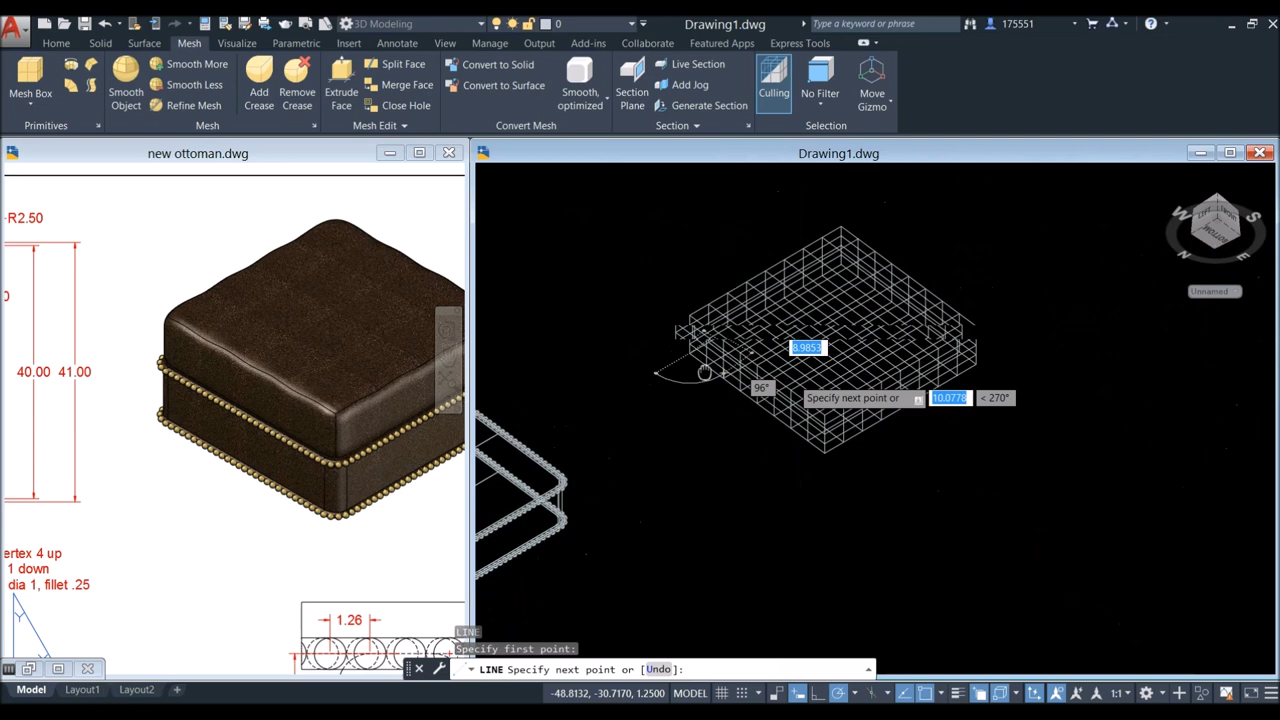 3D Modeling
0
Drawing1.dwg
Type a keyword or phrase
175551
Home Solid Surface Mesh Visualize Parametric Insert Annotate View Manage Output Add-ins Collaborate Featured Apps Express Tools
Mesh Box
Primitives
Smooth Object
Smooth More
Smooth Less
Refine Mesh
Mesh
Add Crease
Remove Crease
Extrude Face
Split Face
Merge Face
Close Hole
Mesh Edit
Convert to Solid
Convert to Surface
Smooth, optimized
Convert Mesh
Section Plane
Live Section
Add Jog
Generate Section
Section
Culling
No Filter
Move Gizmo
Selection
new ottoman.dwg
Drawing1.dwg
R2.50
40.00
41.00
ertex 4 up
1 down
dia 1, fillet .25
1.26
W
S
N
E
LEFT
BOTTOM
Unnamed
8.9853
96°
Specify next point or
10.0778
< 270°
LINE
Specify first point:
LINE Specify next point or [Undo]:
Model Layout1 Layout2 +
-48.8132, -30.7170, 1.2500 MODEL
1:1